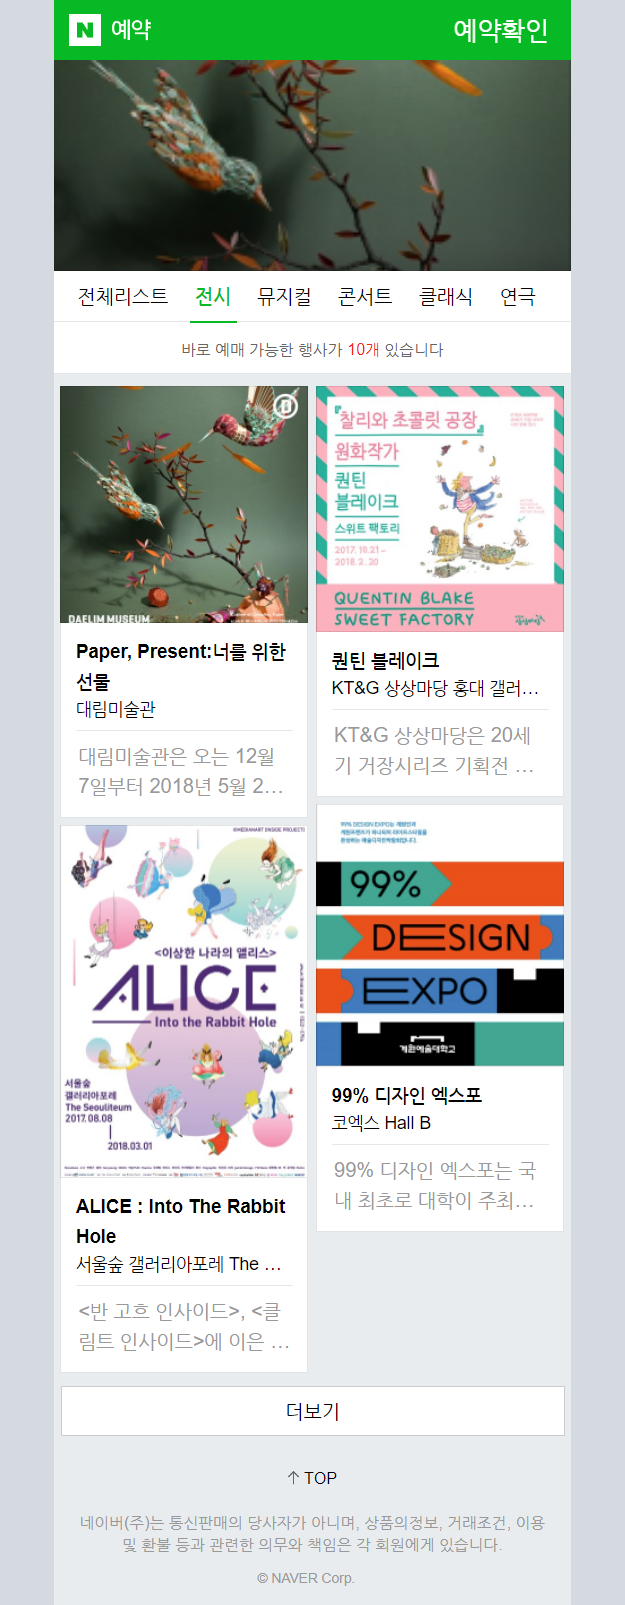 N 예약
예약확인
전체리스트 전시 뮤지컬 콘서트 클래식 연극
바로 예매 가능한 행사가 10개 있습니다
DAELIM MUSEUM
Paper, Present:너를 위한
선물
대림미술관
대림미술관은 오는 12월
7일부터 2018년 5월 2...
『찰리와 초콜릿 공장』
원화작가
퀀틴
블레이크
스위트 팩토리
2017.10.21 –
2018.2.20
QUENTIN BLAKE
SWEET FACTORY
상상마당
퀀틴 블레이크
KT&G 상상마당 홍대 갤러...
KT&G 상상마당은 20세
기 거장시리즈 기획전 ...
<이상한 나라의 앨리스>
ALICE
Into the Rabbit Hole
서울숲
갤러리아포레
The Seouliteum
2017.08.08
2018.03.01
ALICE : Into The Rabbit
Hole
서울숲 갤러리아포레 The ...
<반 고흐 인사이드>, <클
림트 인사이드>에 이은 ...
99%
DESIGN
EXPO
계원예술대학교
99% 디자인 엑스포
코엑스 Hall B
99% 디자인 엑스포는 국
내 최초로 대학이 주최...
더보기
↑ TOP
네이버(주)는 통신판매의 당사자가 아니며, 상품의정보, 거래조건, 이용
및 환불 등과 관련한 의무와 책임은 각 회원에게 있습니다.
© NAVER Corp.